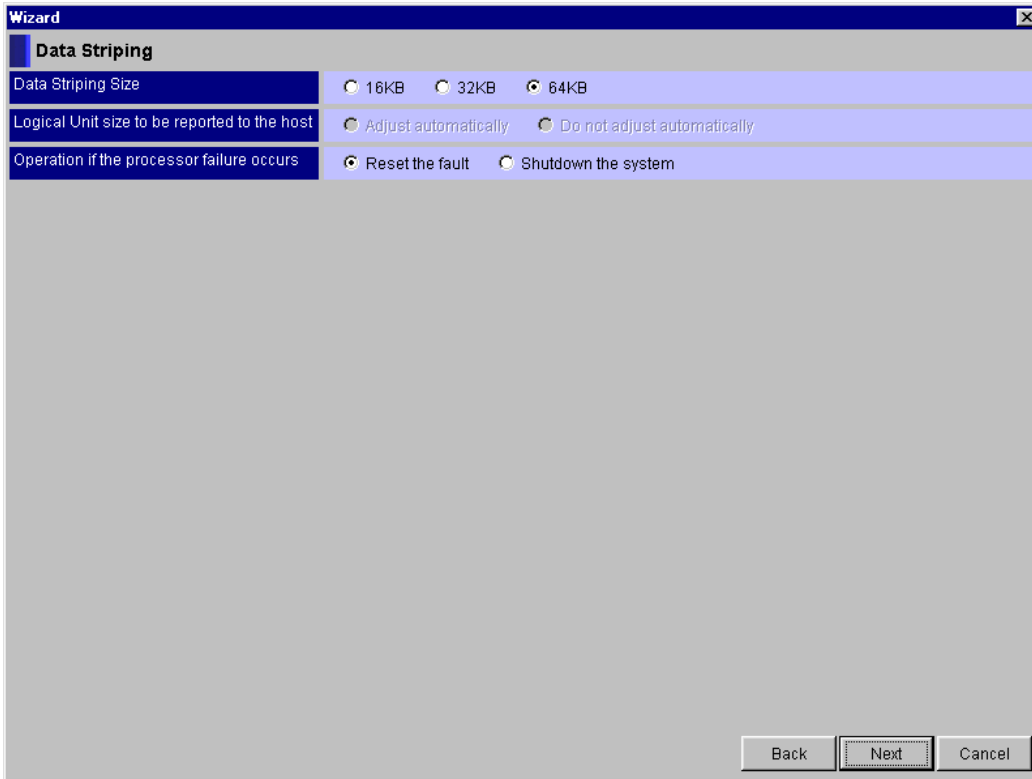 Wizard
Data Striping
Data Striping Size 16KB 32KB 64KB
Logical Unit size to be reported to the host Adjust automatically Do not adjust automatically
Operation if the processor failure occurs Reset the fault Shutdown the system
Back Next Cancel